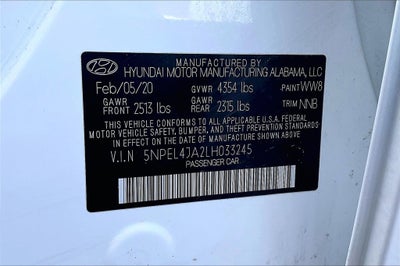 MANUFACTURED BY
HYUNDAI MOTOR MANUFACTURING ALABAMA, LLC
Feb/05/20 GVWR 4354 lbs PAINT WW8
GAWR FRONT 2513 lbs GAWR REAR 2315 lbs TRIM NNB
THIS VEHICLE CONFORMS TO ALL APPLICABLE U.S. FEDERAL
MOTOR VEHICLE SAFETY, BUMPER, AND THEFT PREVENTION
STANDARDS IN EFFECT ON THE DATE OF MANUFACTURE SHOWN ABOVE.
V.I.N 5NPEL4JA2LH033245
PASSENGER CAR